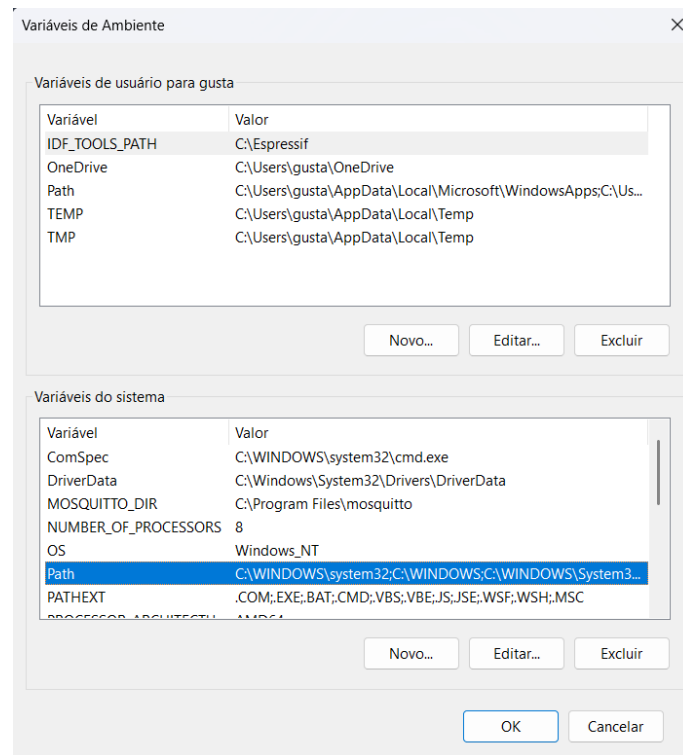 Variáveis de Ambiente
Variáveis de usuário para gusta
Variável Valor
IDF_TOOLS_PATH C:\Espressif
OneDrive C:\Users\gusta\OneDrive
Path C:\Users\gusta\AppData\Local\Microsoft\WindowsApps;C:\Us...
TEMP C:\Users\gusta\AppData\Local\Temp
TMP C:\Users\gusta\AppData\Local\Temp
Novo... Editar... Excluir
Variáveis do sistema
Variável Valor
ComSpec C:\WINDOWS\system32\cmd.exe
DriverData C:\Windows\System32\Drivers\DriverData
MOSQUITTO_DIR C:\Program Files\mosquitto
NUMBER_OF_PROCESSORS 8
OS Windows_NT
Path C:\WINDOWS\system32;C:\WINDOWS;C:\WINDOWS\System3...
PATHEXT .COM;.EXE;.BAT;.CMD;.VBS;.VBE;.JS;.JSE;.WSF;.WSH;.MSC
PROCESSOR_ARCHITECTU AMD64
Novo... Editar... Excluir
OK Cancelar